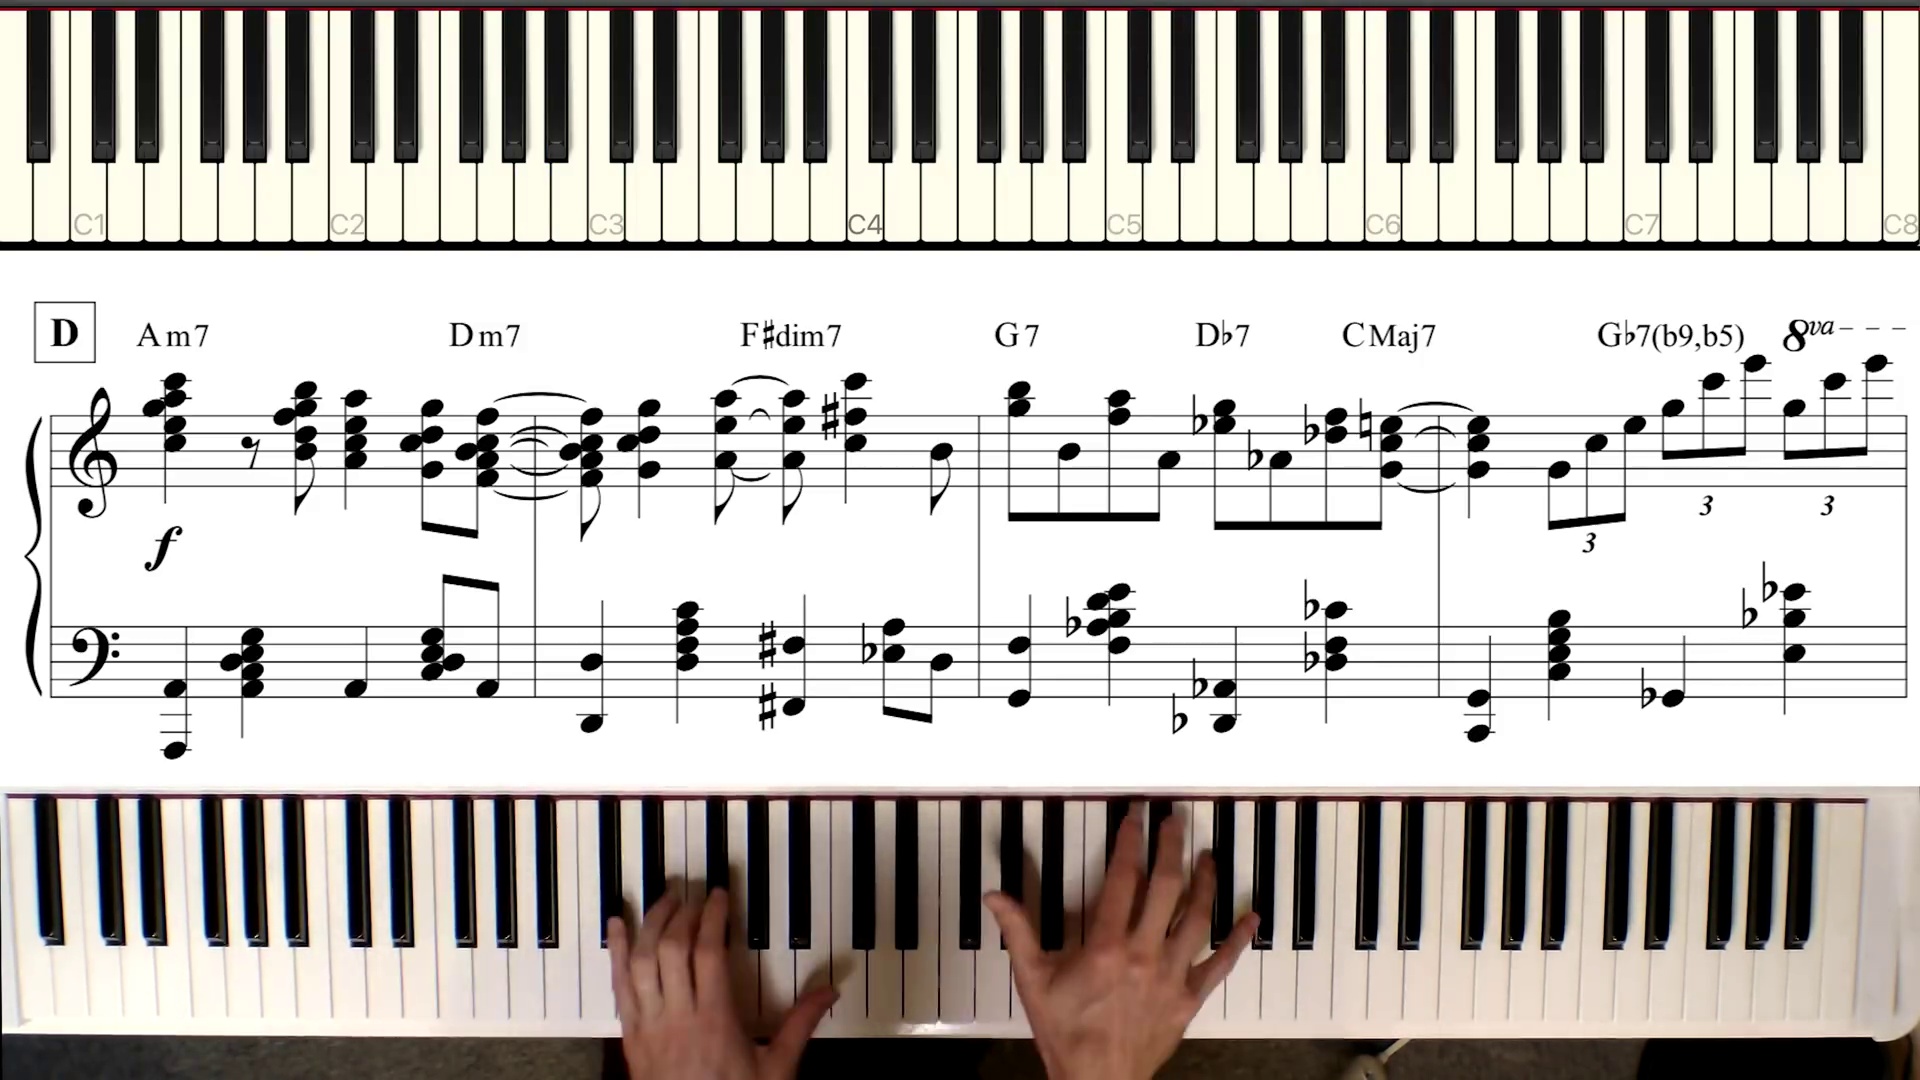 C1 C2 C3 C4 C5 C6 C7 C8
D Am7 Dm7 F♯dim7 G7 D♭7 CMaj7 G♭7(b9,b5) 8va
f
3 3
3